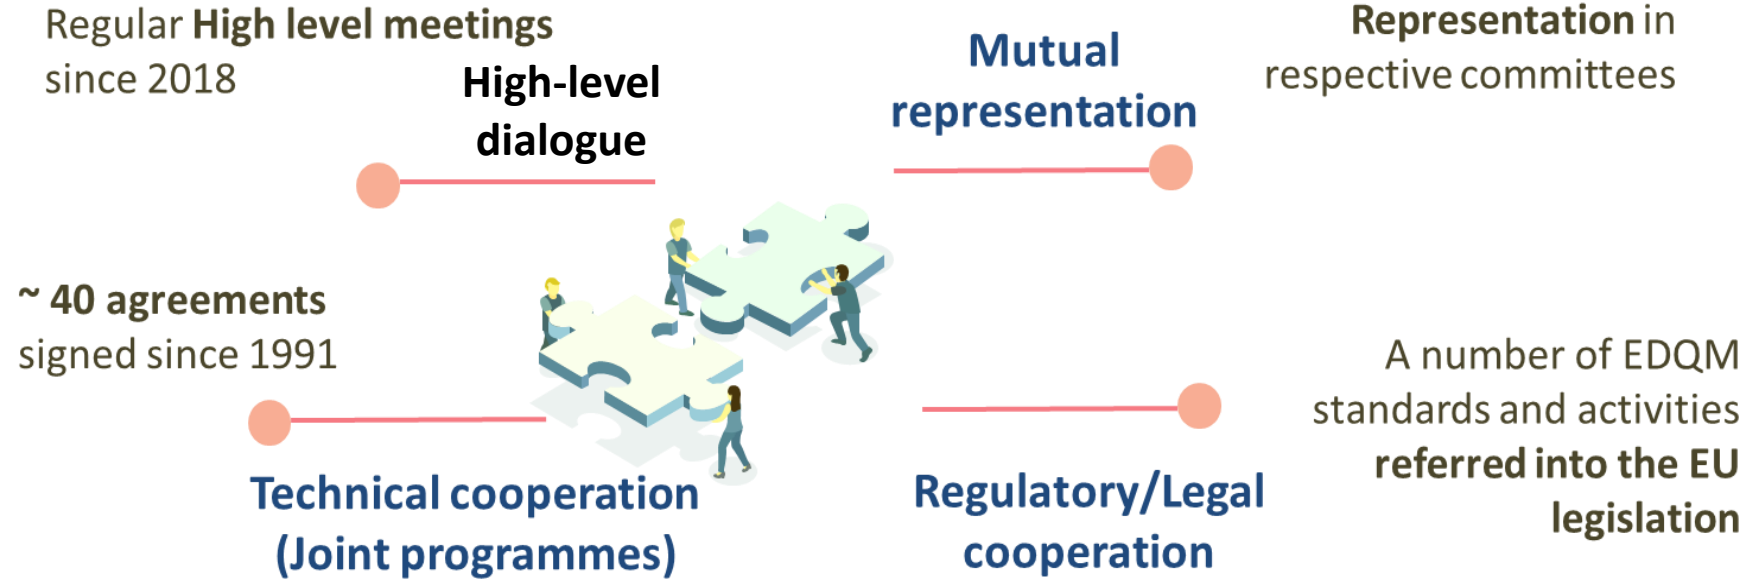 Regular High level meetings
since 2018
High-level
dialogue
Mutual
representation
Representation in
respective committees
~ 40 agreements
signed since 1991
Technical cooperation
(Joint programmes)
A number of EDQM
standards and activities
referred into the EU
legislation
Regulatory/Legal
cooperation